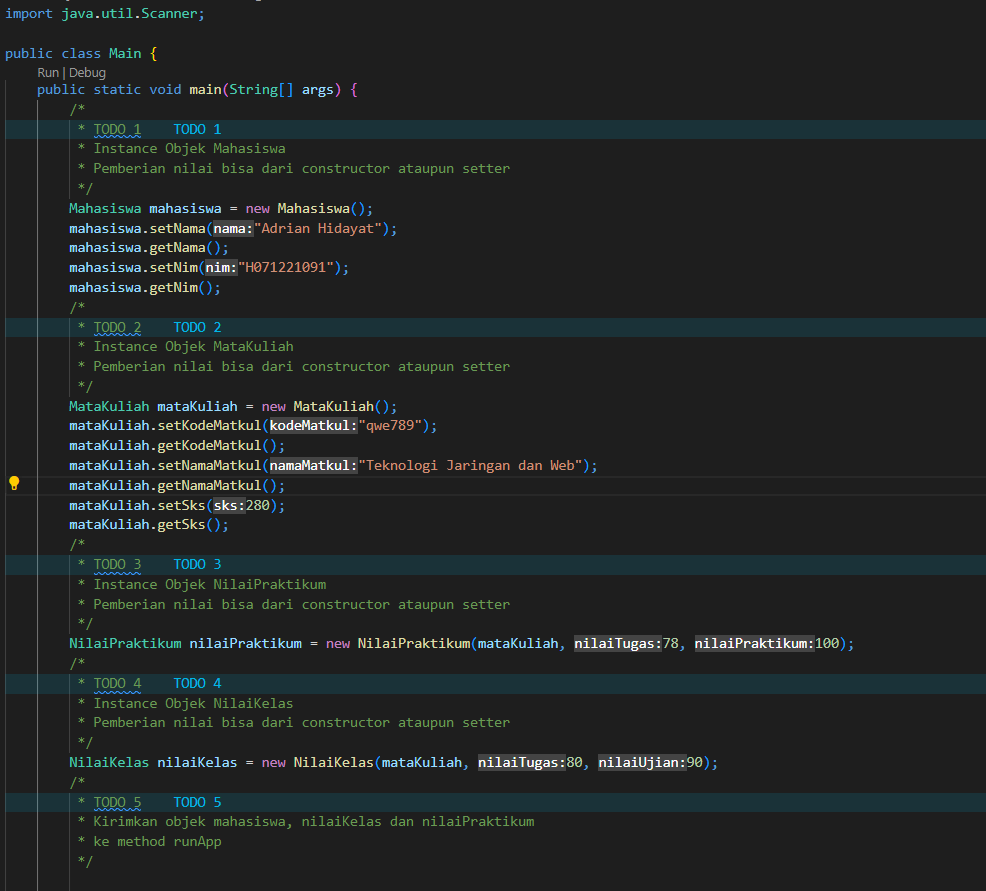 import java.util.Scanner;
public class Main {
Run | Debug
public static void main(String[] args) {
/*
* TODO 1 TODO 1
* Instance Objek Mahasiswa
* Pemberian nilai bisa dari constructor ataupun setter
*/
Mahasiswa mahasiswa = new Mahasiswa();
mahasiswa.setNama(nama:"Adrian Hidayat");
mahasiswa.getNama();
mahasiswa.setNim(nim:"H071221091");
mahasiswa.getNim();
/*
* TODO 2 TODO 2
* Instance Objek MataKuliah
* Pemberian nilai bisa dari constructor ataupun setter
*/
MataKuliah mataKuliah = new MataKuliah();
mataKuliah.setKodeMatkul(kodeMatkul:"qwe789");
mataKuliah.getKodeMatkul();
mataKuliah.setNamaMatkul(namaMatkul:"Teknologi Jaringan dan Web");
mataKuliah.getNamaMatkul();
mataKuliah.setSks(sks:280);
mataKuliah.getSks();
/*
* TODO 3 TODO 3
* Instance Objek NilaiPraktikum
* Pemberian nilai bisa dari constructor ataupun setter
*/
NilaiPraktikum nilaiPraktikum = new NilaiPraktikum(mataKuliah, nilaiTugas:78, nilaiPraktikum:100);
/*
* TODO 4 TODO 4
* Instance Objek NilaiKelas
* Pemberian nilai bisa dari constructor ataupun setter
*/
NilaiKelas nilaiKelas = new NilaiKelas(mataKuliah, nilaiTugas:80, nilaiUjian:90);
/*
* TODO 5 TODO 5
* Kirimkan objek mahasiswa, nilaiKelas dan nilaiPraktikum
* ke method runApp
*/